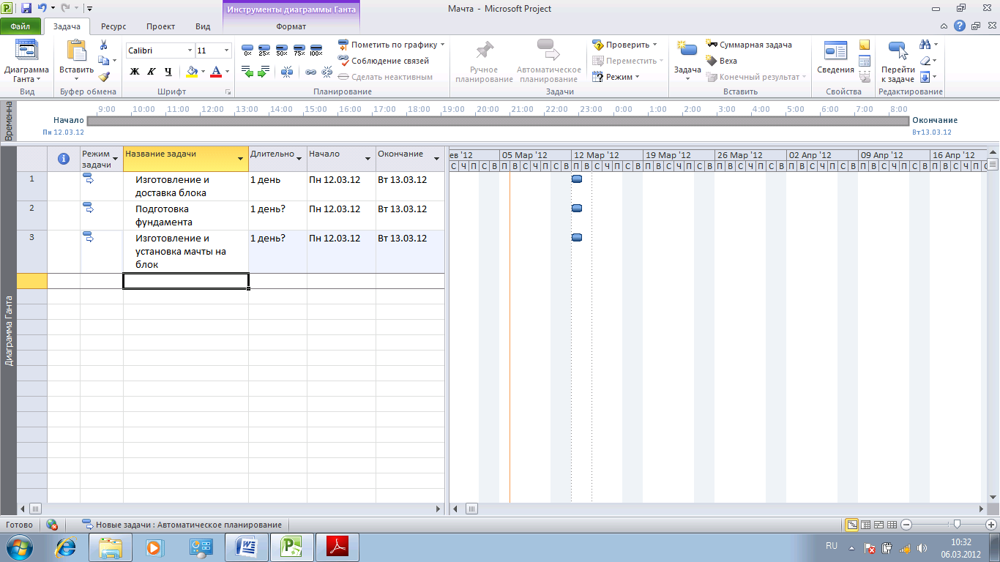 Инструменты диаграммы Ганта
Мачта - Microsoft Project
Файл Задача Ресурс Проект Вид Формат
Диаграмма Ганта
Вид
Вставить
Буфер обмена
Calibri 11
Ж К Ч
Шрифт
0% 25% 50% 75% 100%
Пометить по графику
Соблюдение связей
Сделать неактивным
Планирование
Ручное планирование
Автоматическое планирование
Проверить
Переместить
Режим
Задачи
Задача
Суммарная задача
Веха
Конечный результат
Вставить
Сведения
Свойства
Перейти к задаче
Редактирование
Временна
9:00 10:00 11:00 12:00 13:00 14:00 15:00 16:00 17:00 18:00 19:00 20:00 21:00 22:00 23:00 0:00 1:00 2:00 3:00 4:00 5:00 6:00 7:00 8:00
Начало
Пн 12.03.12
Окончание
Вт 13.03.12
Режим задачи Название задачи Длительно Начало Окончание
ев '12 05 Мар '12 12 Мар '12 19 Мар '12 26 Мар '12 02 Апр '12 09 Апр '12 16 Апр '12
С Ч П С В П В С Ч П С В П В С Ч П С В П В С Ч П С В П В С Ч П С В П В С Ч П С В П В С Ч П С В П В С Ч П С
1 Изготовление и доставка блока 1 день Пн 12.03.12 Вт 13.03.12
2 Подготовка фундамента 1 день? Пн 12.03.12 Вт 13.03.12
3 Изготовление и установка мачты на блок 1 день? Пн 12.03.12 Вт 13.03.12
Диаграмма Ганта
Готово Новые задачи : Автоматическое планирование
RU 10:32
06.03.2012